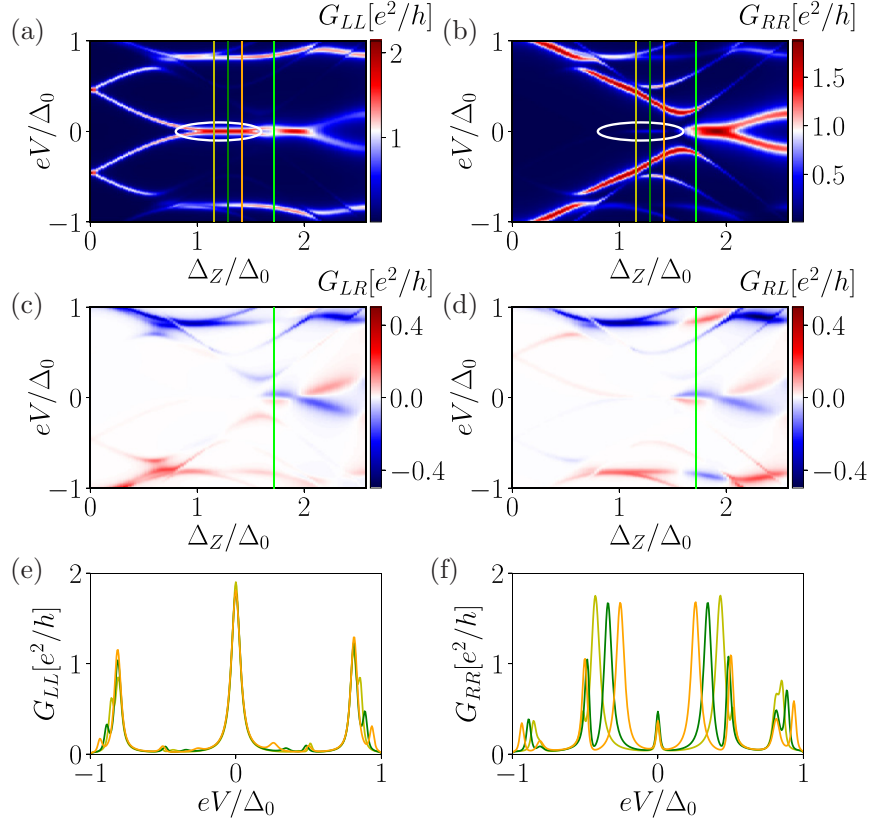 (a) G_{LL}[e^2/h] (b) G_{RR}[e^2/h]
1 2 1 1.5
eV/Δ_0 0 1 eV/Δ_0 0 1.0
−1 −1 0.5
0 1 2 0 1 2
Δ_Z/Δ_0 Δ_Z/Δ_0
(c) G_{LR}[e^2/h] (d) G_{RL}[e^2/h]
1 0.4 1 0.4
eV/Δ_0 0 0.0 eV/Δ_0 0 0.0
−1 −0.4 −1 −0.4
0 1 2 0 1 2
Δ_Z/Δ_0 Δ_Z/Δ_0
(e) (f)
2 2
G_{LL}[e^2/h] 1 G_{RR}[e^2/h] 1
0 0
−1 0 1 −1 0 1
eV/Δ_0 eV/Δ_0